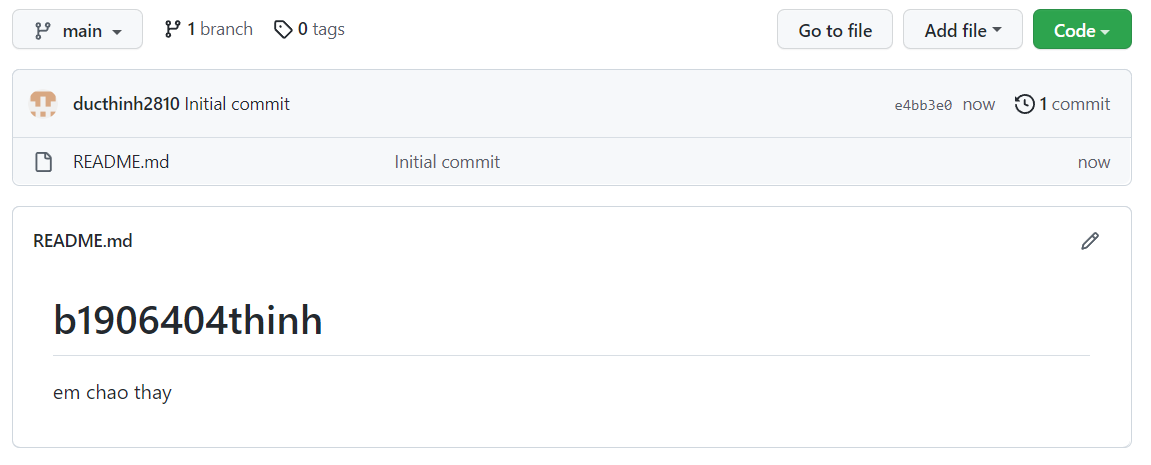 main 1 branch 0 tags Go to file Add file Code
ducthinh2810 Initial commit e4bb3e0 now 1 commit
README.md Initial commit now
README.md
b1906404thinh
em chao thay